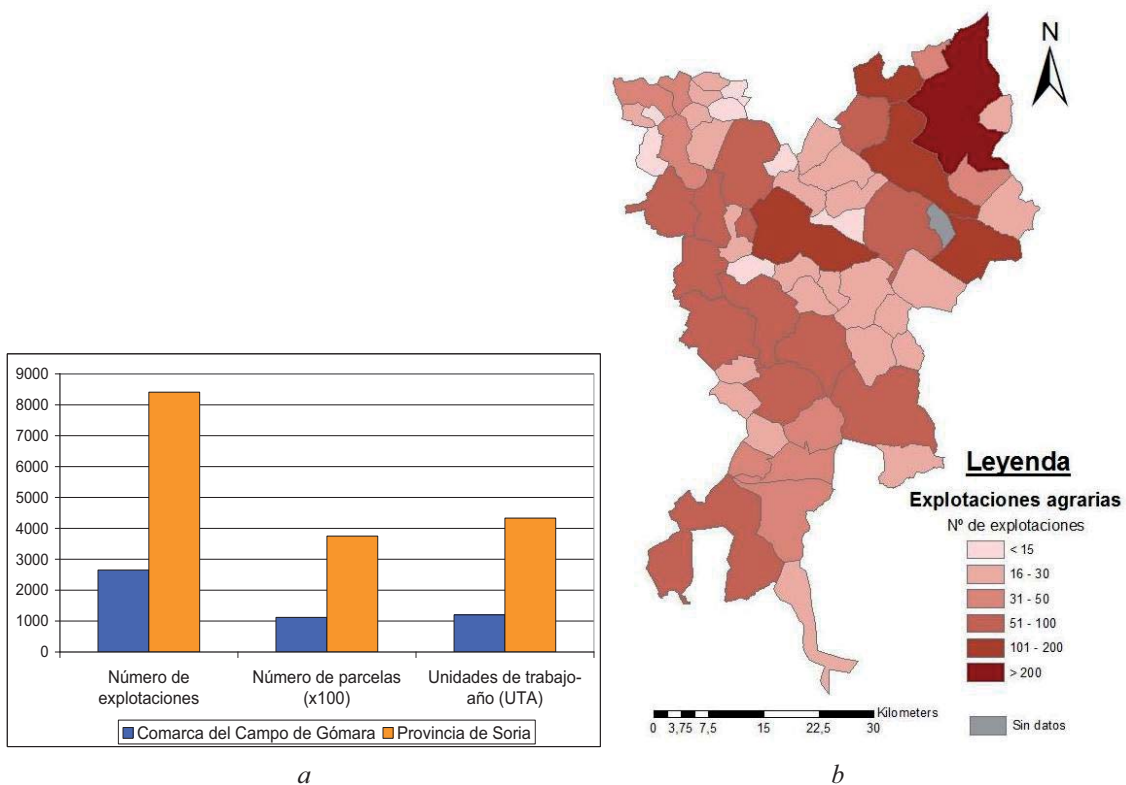 9000
8000
7000
6000
5000
4000
3000
2000
1000
0
Número de
explotaciones
Número de parcelas
(x100)
Unidades de trabajo-
año (UTA)
Comarca del Campo de Gómara Provincia de Soria
a
N
Leyenda
Explotaciones agrarias
Nº de explotaciones
< 15
16 - 30
31 - 50
51 - 100
101 - 200
> 200
Sin datos
Kilometers
0 3,75 7,5 15 22,5 30
b